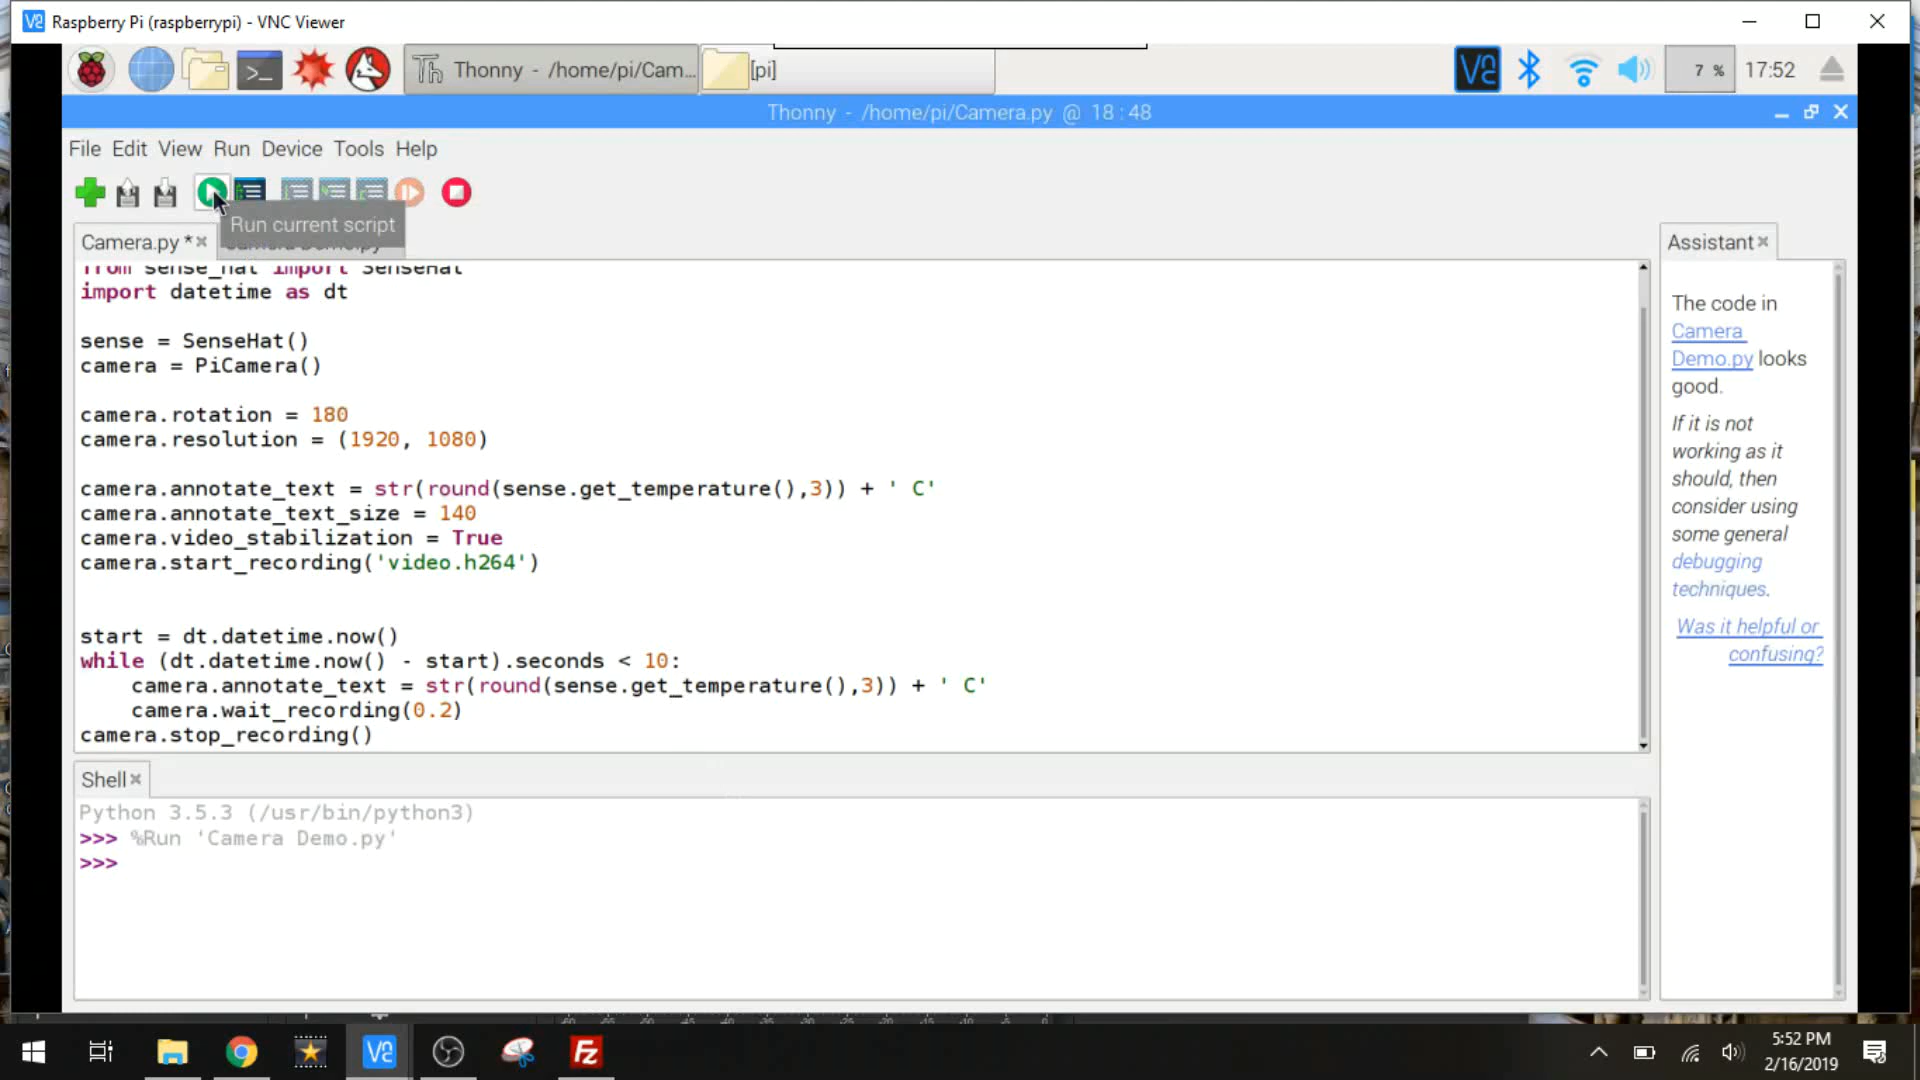 Raspberry Pi (raspberrypi) - VNC Viewer
Thonny - /home/pi/Cam...
[pi]
7 %
17:52
Thonny - /home/pi/Camera.py @ 18 : 48
File Edit View Run Device Tools Help
Run current script
Camera.py *
Assistant
from sense_hat import SenseHat
import datetime as dt
sense = SenseHat()
camera = PiCamera()
camera.rotation = 180
camera.resolution = (1920, 1080)
camera.annotate_text = str(round(sense.get_temperature(),3)) + ' C'
camera.annotate_text_size = 140
camera.video_stabilization = True
camera.start_recording('video.h264')
start = dt.datetime.now()
while (dt.datetime.now() - start).seconds < 10:
camera.annotate_text = str(round(sense.get_temperature(),3)) + ' C'
camera.wait_recording(0.2)
camera.stop_recording()
The code in
Camera
Demo.py looks
good.
If it is not
working as it
should, then
consider using
some general
debugging
techniques.
Was it helpful or
confusing?
Shell
Python 3.5.3 (/usr/bin/python3)
>>> %Run 'Camera Demo.py'
>>>
5:52 PM
2/16/2019